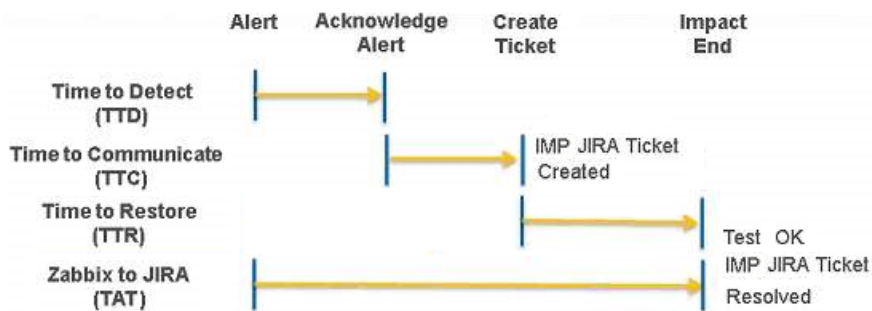 Alert
Acknowledge
Alert
Create
Ticket
Impact
End
Time to Detect
(TTD)
Time to Communicate
(TTC)
IMP JIRA Ticket
Created
Time to Restore
(TTR)
Test OK
Zabbix to JIRA
(TAT)
IMP JIRA Ticket
Resolved